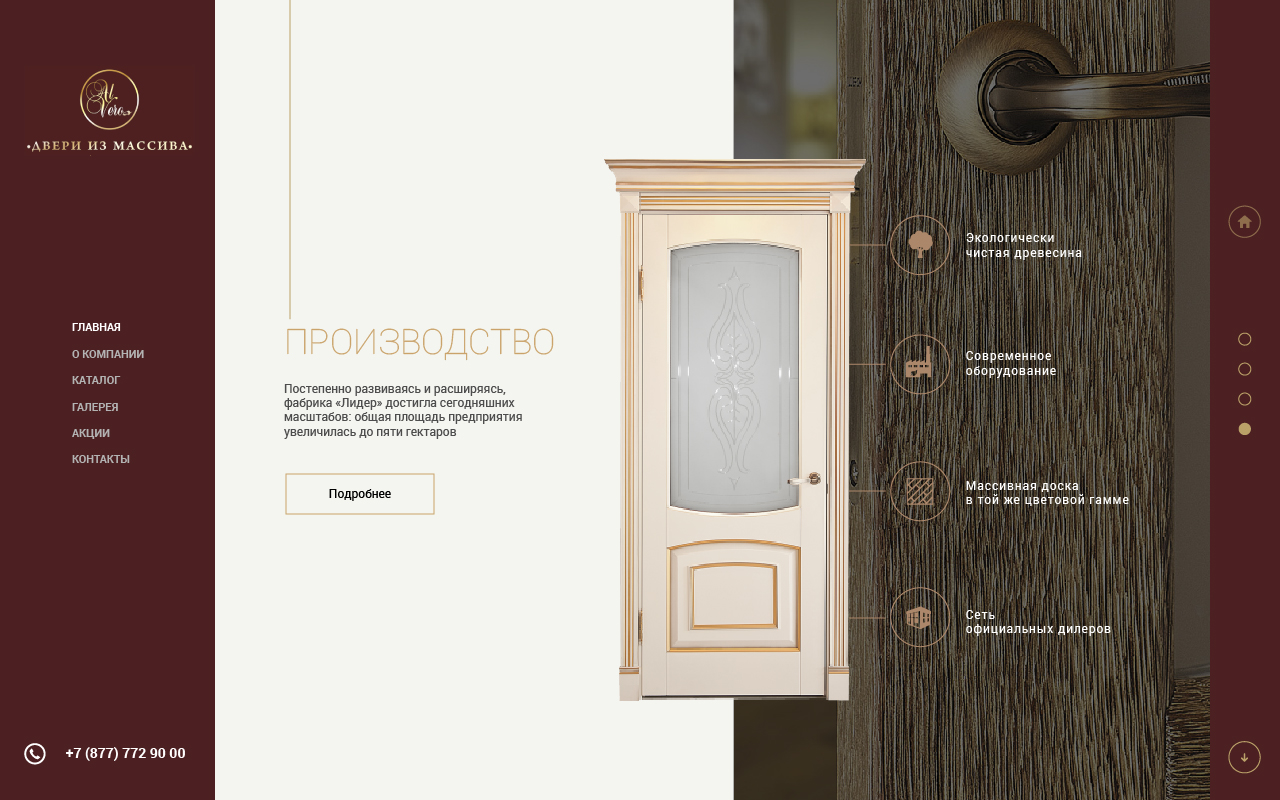 Al
Vero
•ДВЕРИ ИЗ МАССИВА•
ГЛАВНАЯ
О КОМПАНИИ
КАТАЛОГ
ГАЛЕРЕЯ
АКЦИИ
КОНТАКТЫ
+7 (877) 772 90 00
ПРОИЗВОДСТВО
Постепенно развиваясь и расширяясь,
фабрика «Лидер» достигла сегодняшних
масштабов: общая площадь предприятия
увеличилась до пяти гектаров
Подробнее
Экологически
чистая древесина
Современное
оборудование
Массивная доска
в той же цветовой гамме
Сеть
официальных дилеров